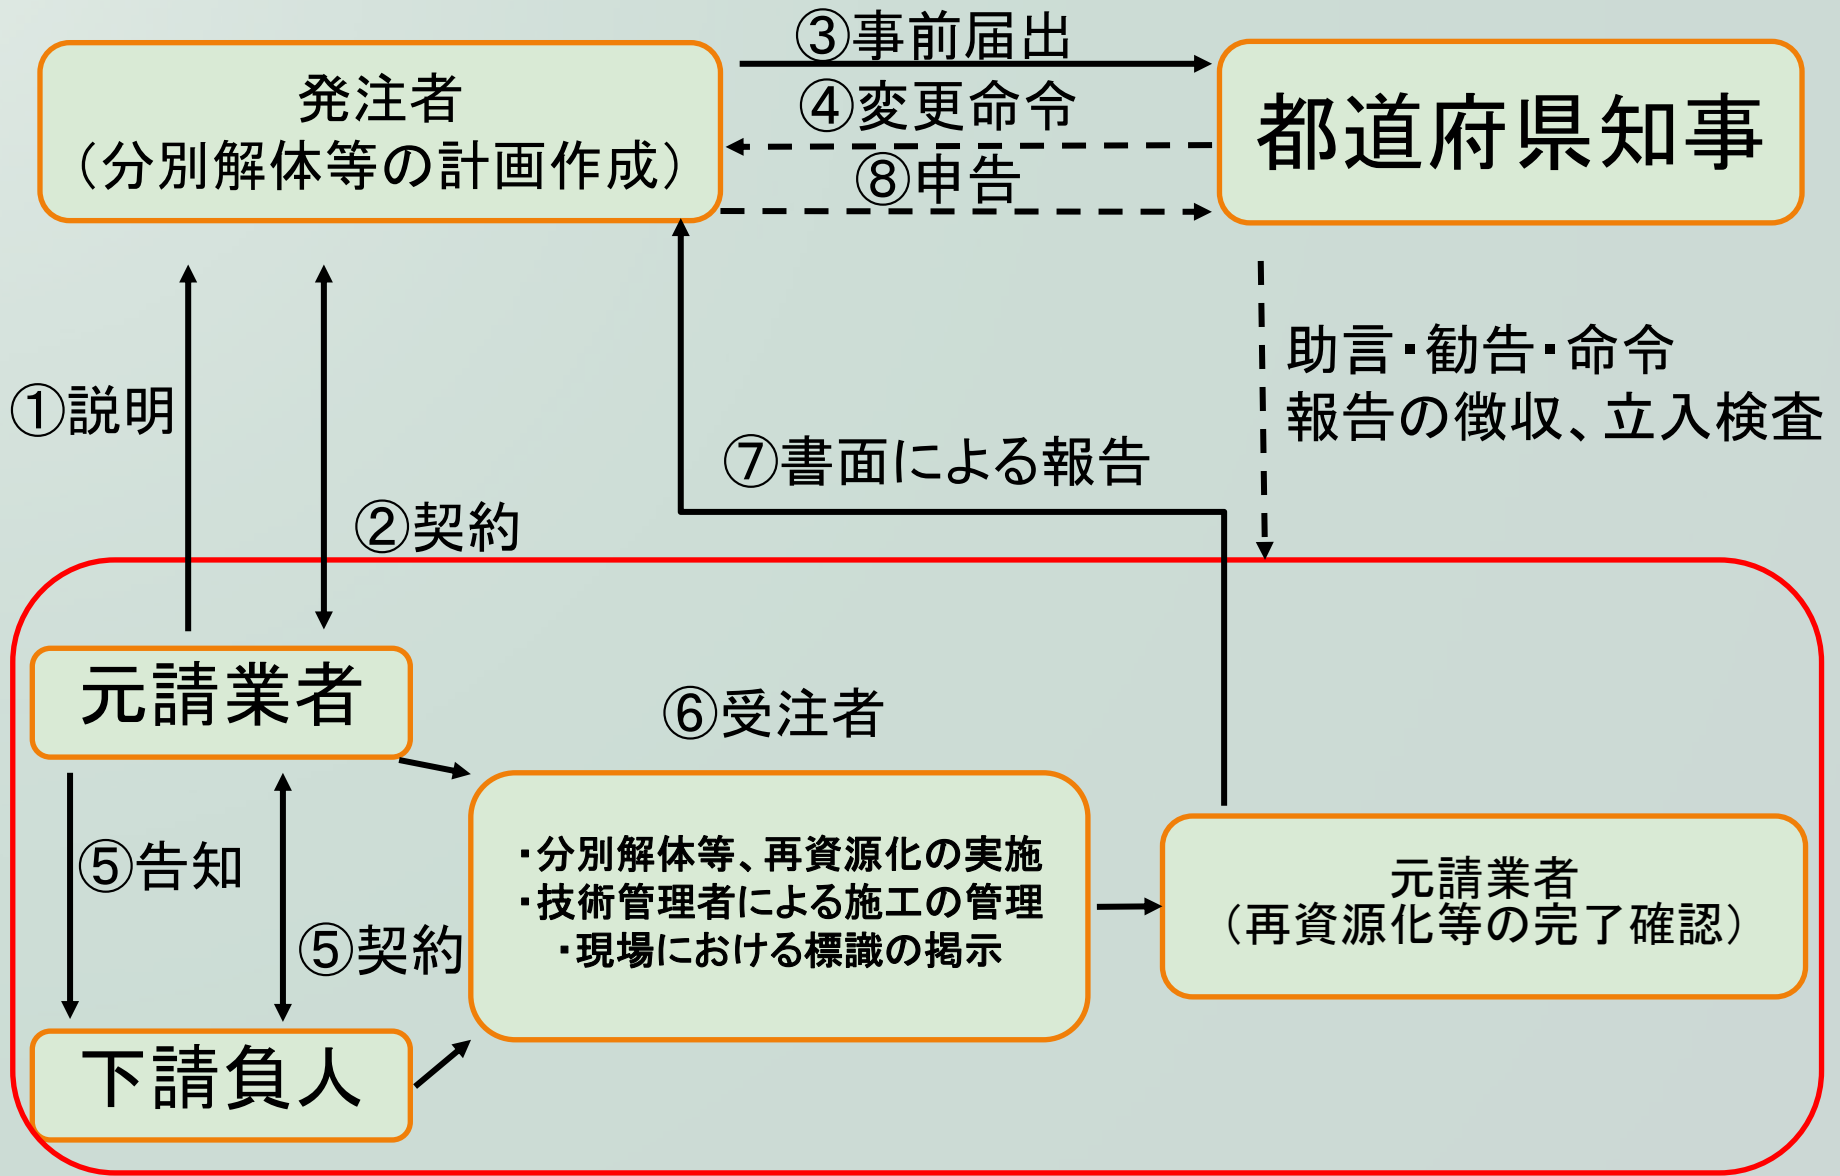 ③事前届出
発注者
（分別解体等の計画作成）
④変更命令
都道府県知事
⑧申告
①説明
②契約
助言・勧告・命令
報告の徴収、立入検査
⑦書面による報告
元請業者
⑥受注者
⑤告知
⑤契約
・分別解体等、再資源化の実施
・技術管理者による施工の管理
・現場における標識の掲示
元請業者
（再資源化等の完了確認）
下請負人